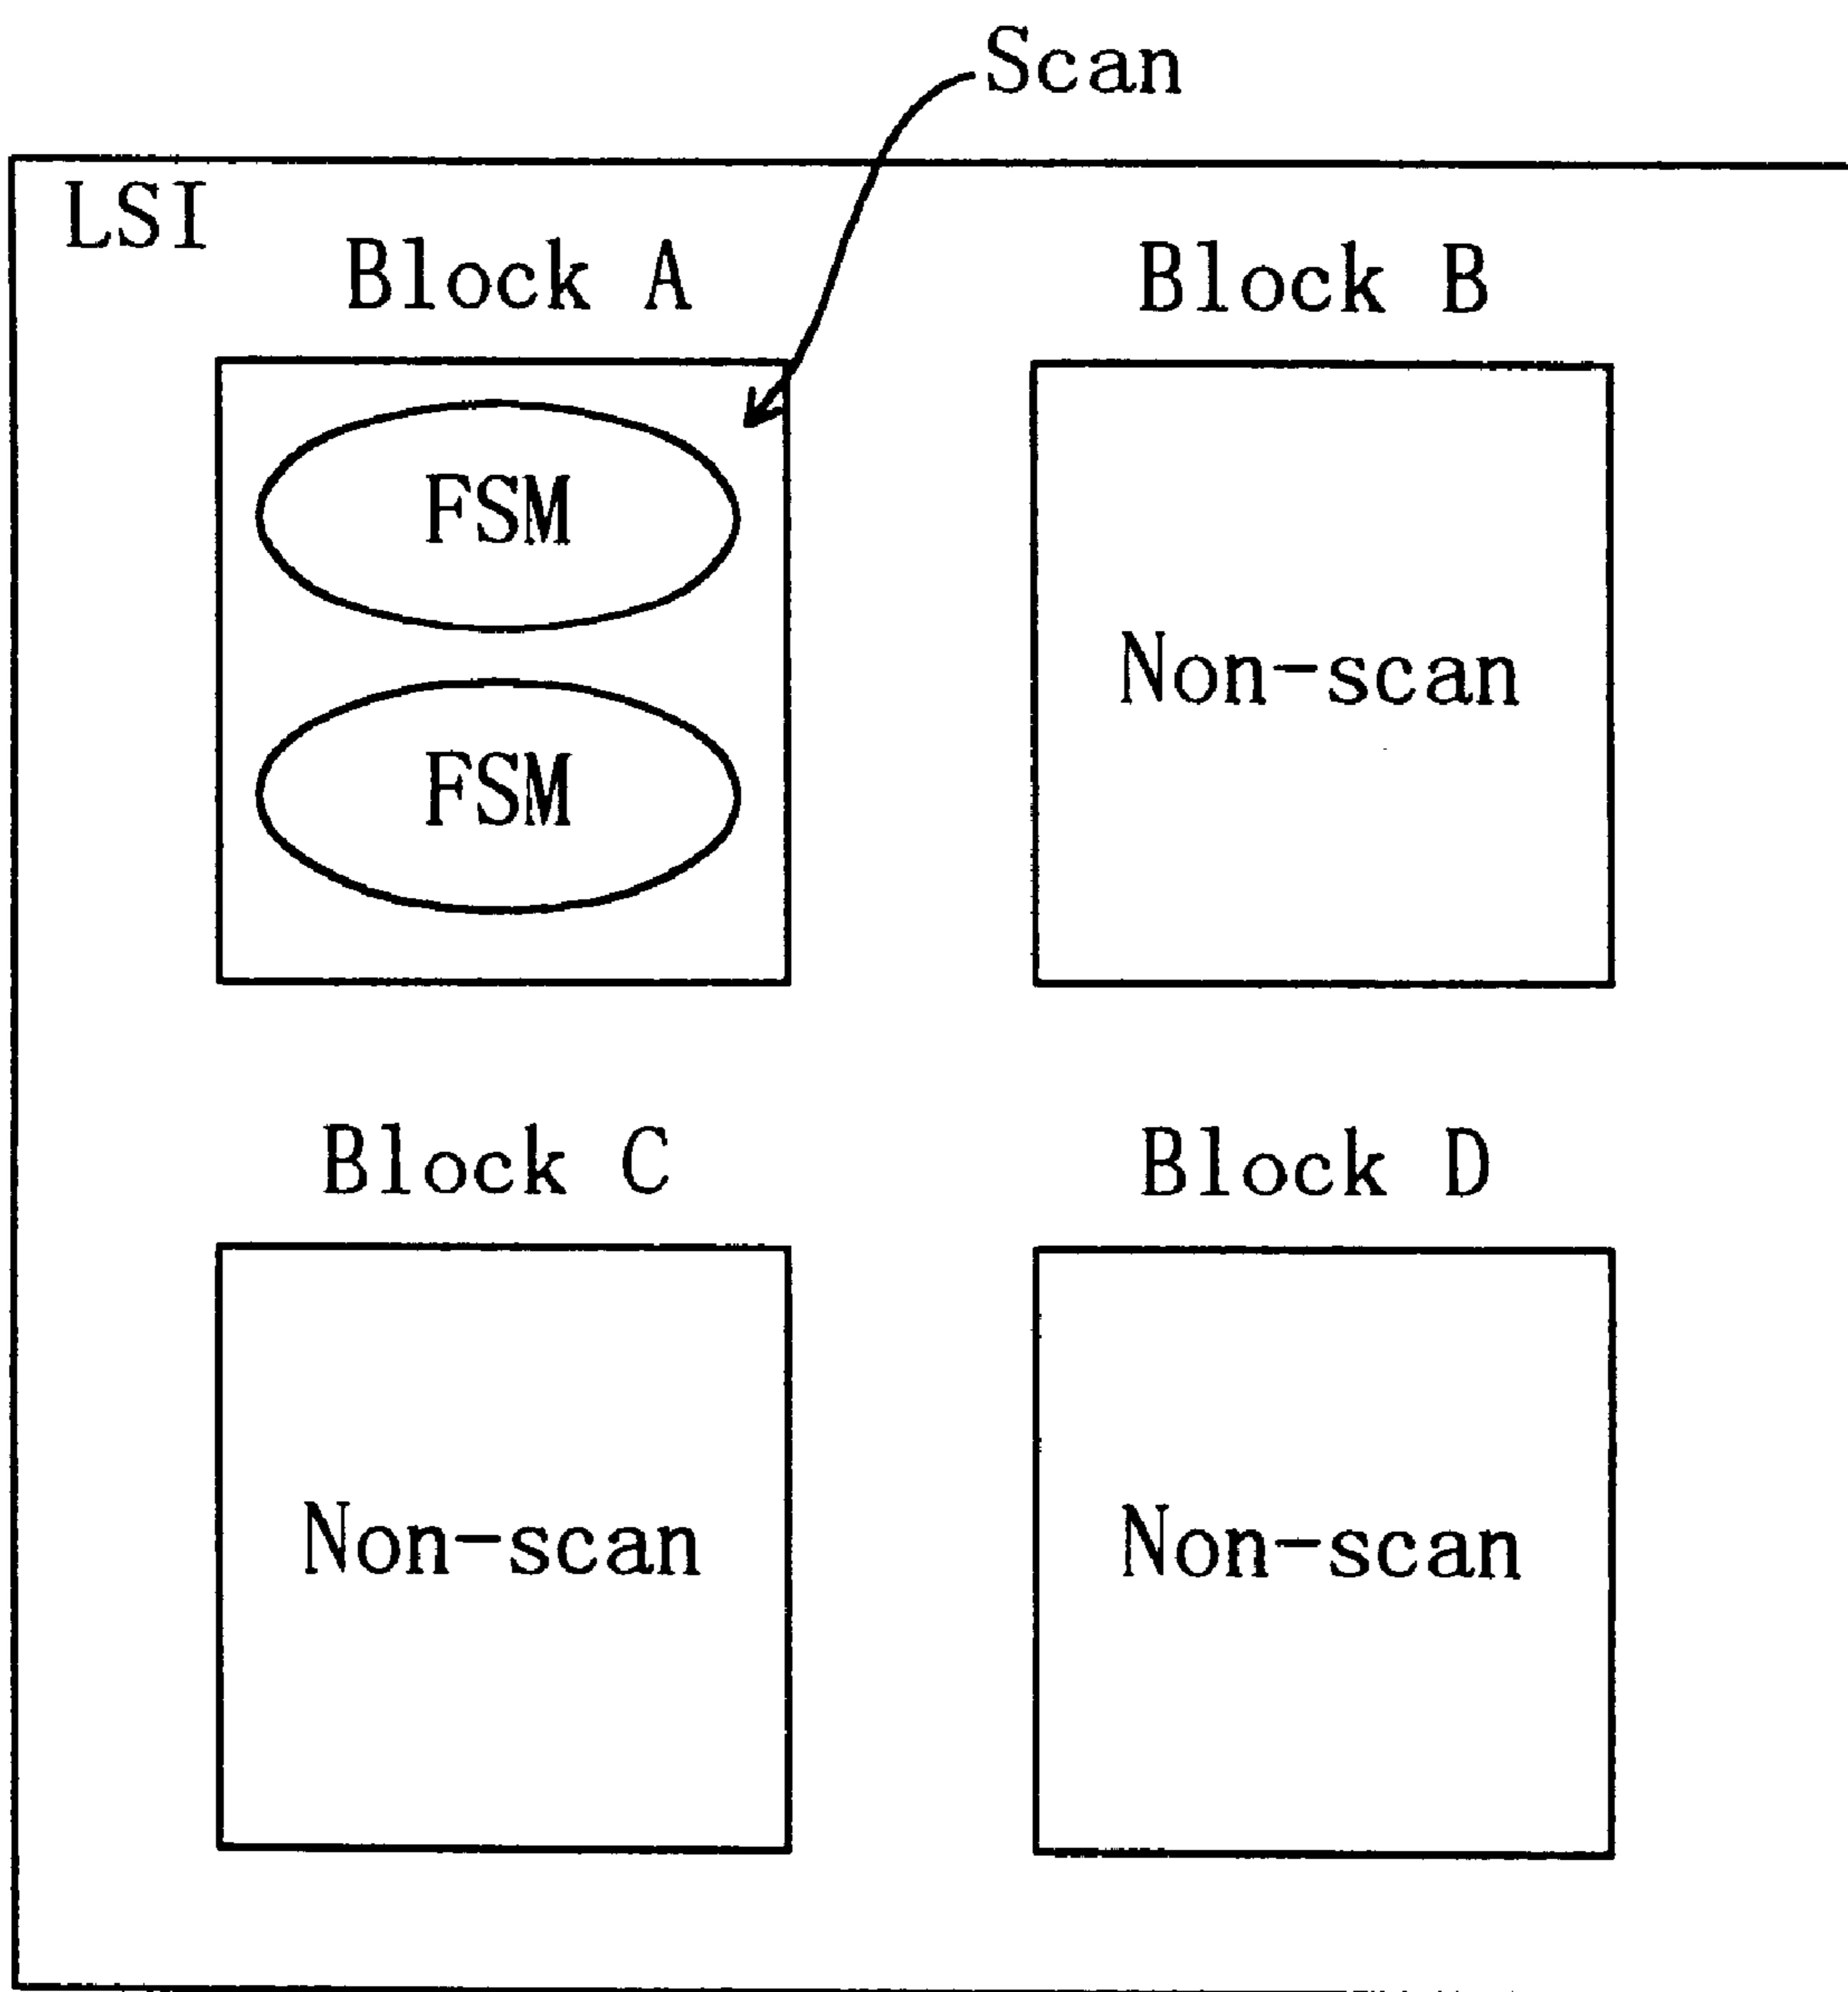 Scan
LSI
Block A
Block B
FSM
Non-scan
FSM
Block C
Block D
Non-scan
Non-scan